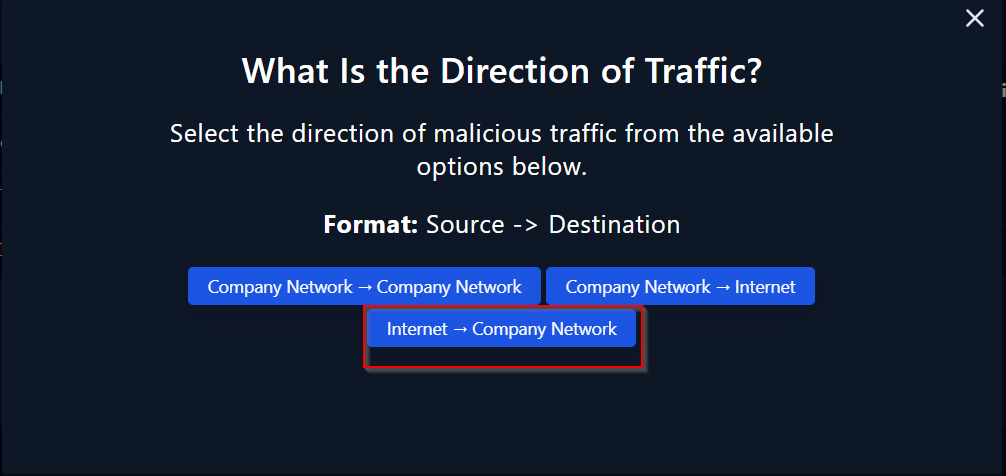 What Is the Direction of Traffic?
Select the direction of malicious traffic from the available
options below.
Format: Source -> Destination
Company Network → Company Network Company Network → Internet
Internet → Company Network